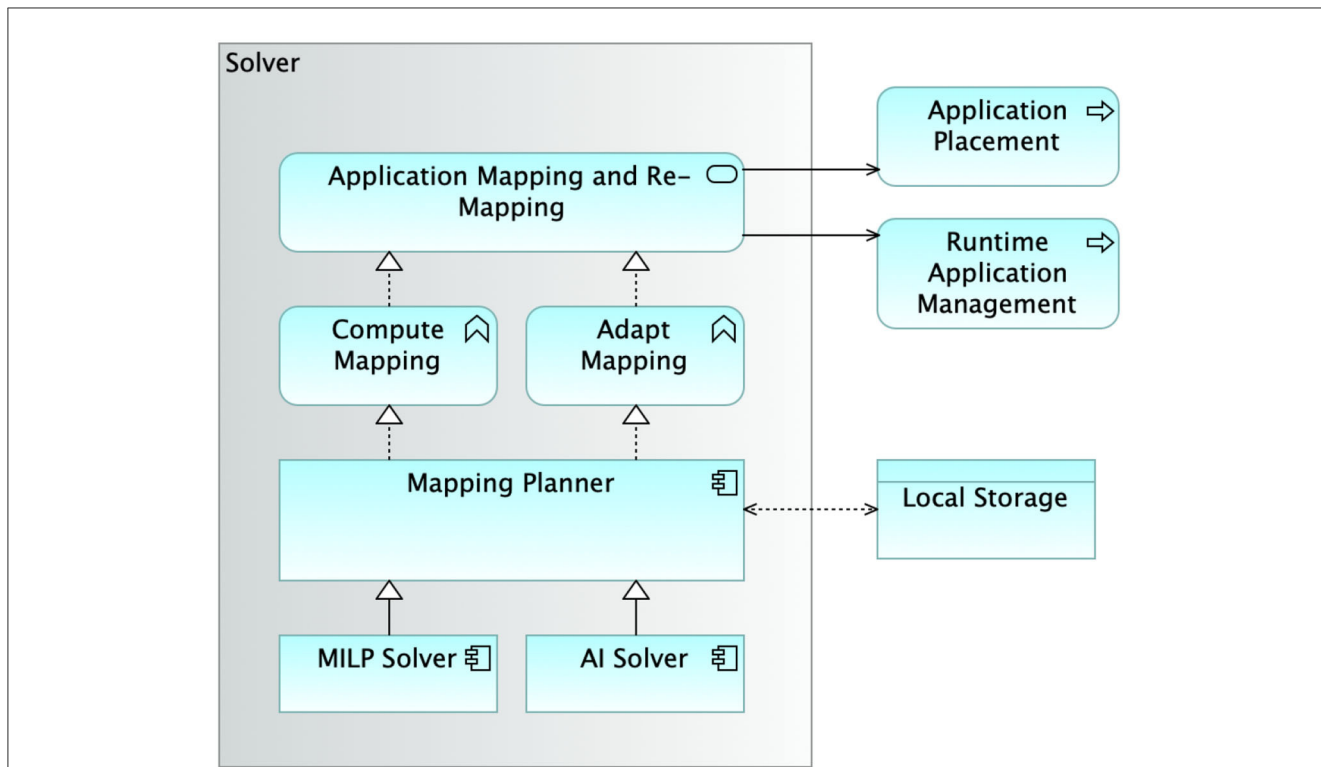 Solver
Application Mapping and Re-
Mapping
Application
Placement
Runtime
Application
Management
Compute
Mapping
Adapt
Mapping
Mapping Planner
Local Storage
MILP Solver
AI Solver